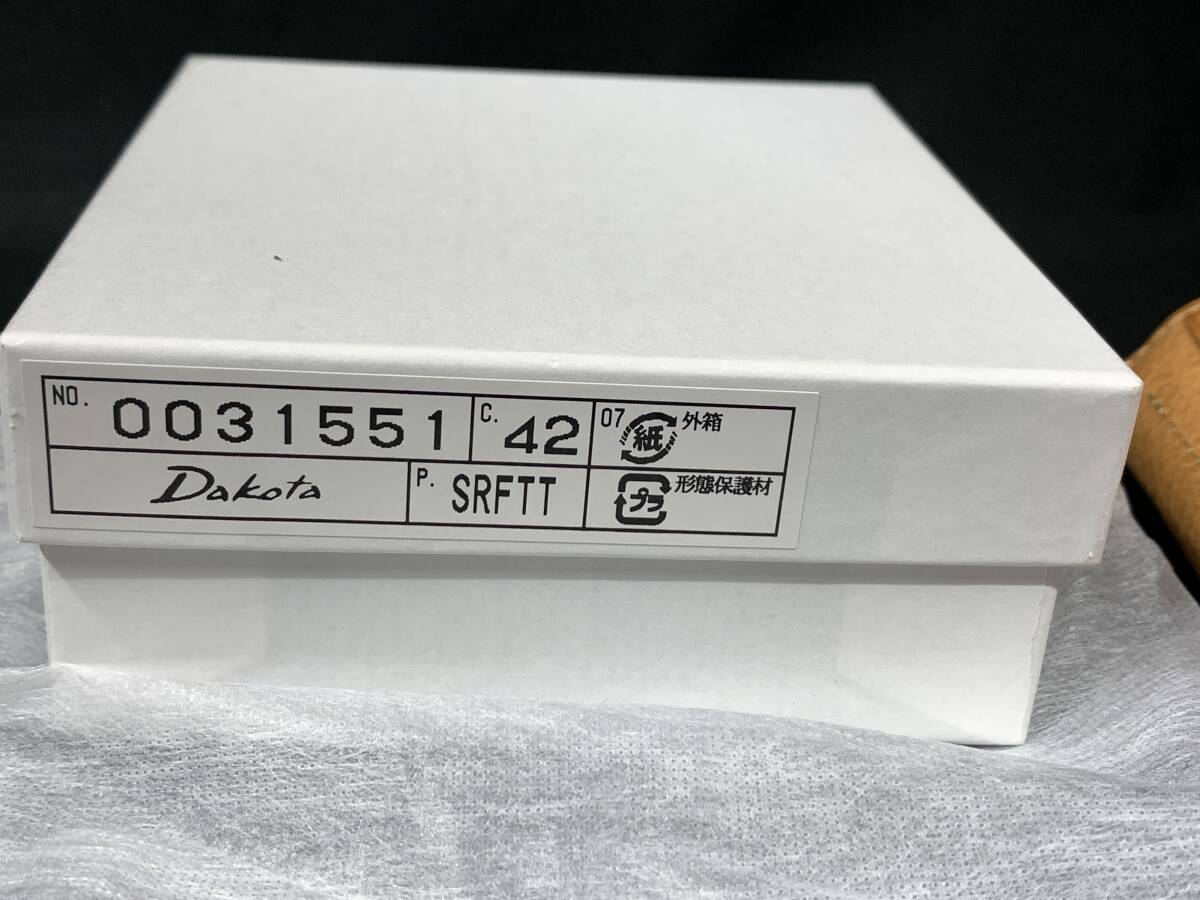 NO. 0031551 C. 42 07 紙 外箱
Dakota P. SRFTT プラ 形態保護材